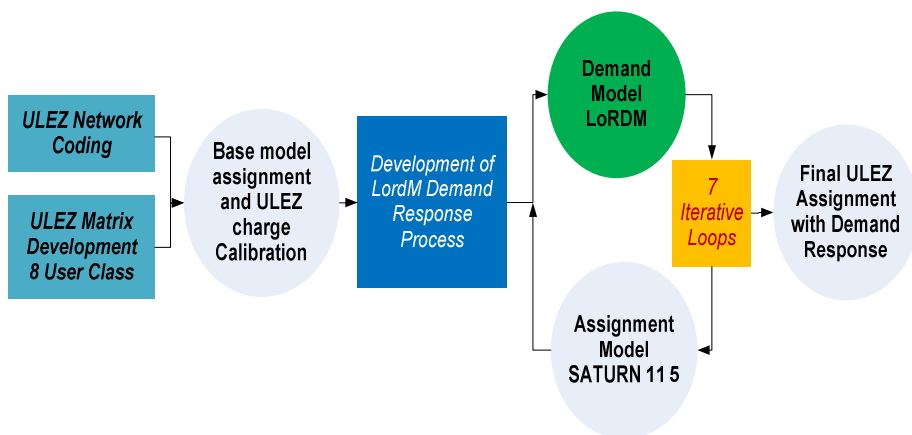 ULEZ Network
Coding
ULEZ Matrix
Development
8 User Class
Base model
assignment
and ULEZ
charge
Calibration
Development of
LordM Demand
Response
Process
Demand
Model
LoRDM
7
Iterative
Loops
Assignment
Model
SATURN 11 5
Final ULEZ
Assignment
with Demand
Response